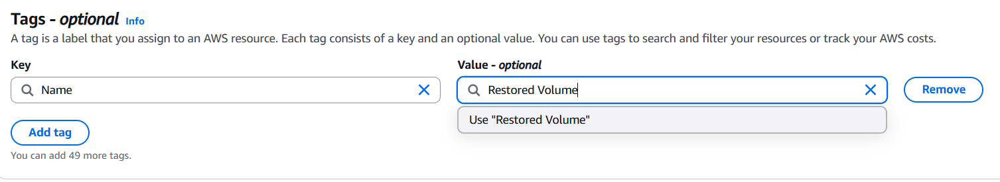 Tags - optional Info
A tag is a label that you assign to an AWS resource. Each tag consists of a key and an optional value. You can use tags to search and filter your resources or track your AWS costs.
Key
Value - optional
Name
Restored Volume
Remove
Use "Restored Volume"
Add tag
You can add 49 more tags.